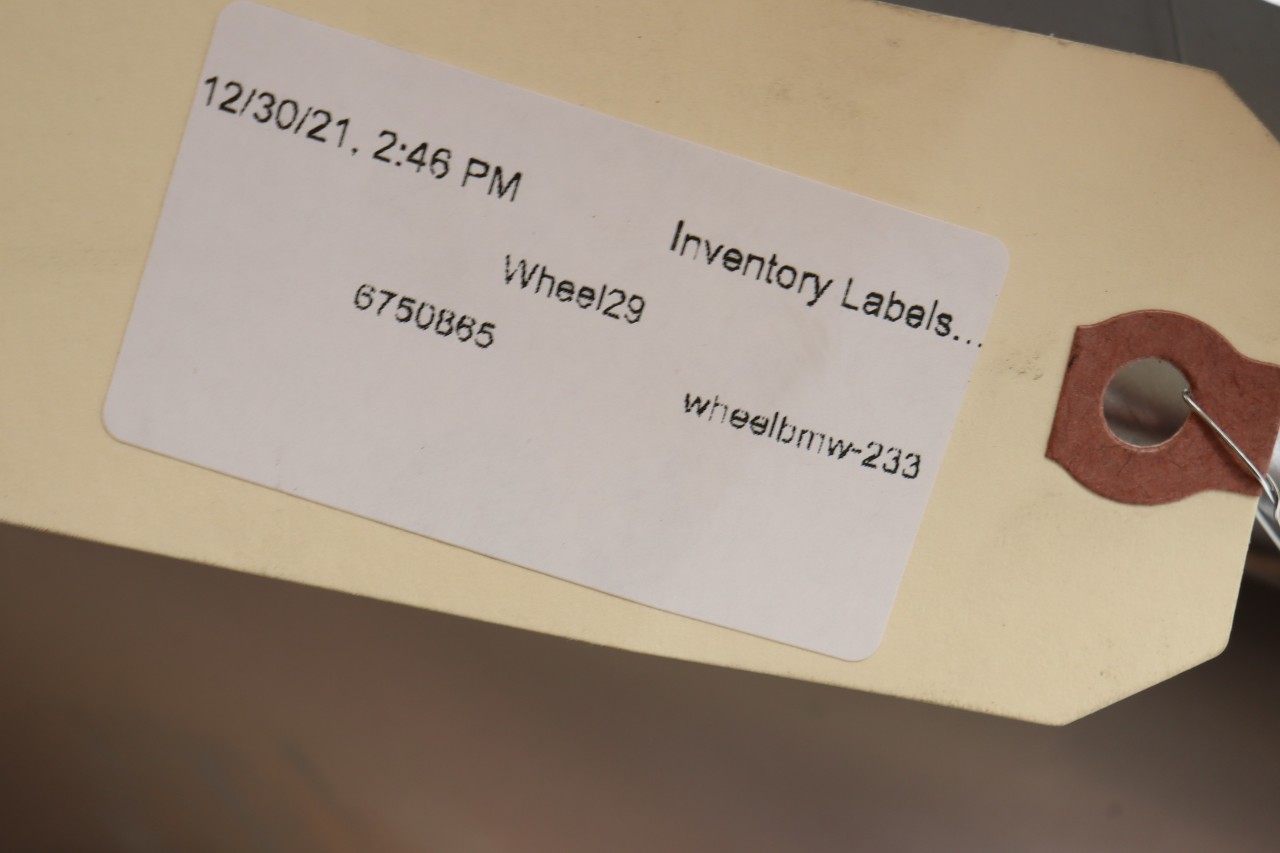 12/30/21, 2:46 PM
Inventory Labels...
Wheel29
6750865
wheelbmw-233